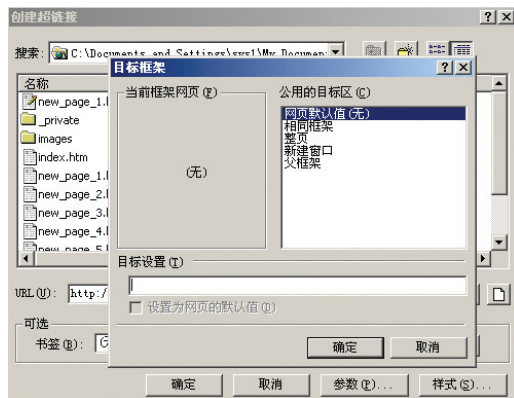 创建超链接
搜索: C:\Documents and Settings\sys1\My Documen
目标框架
名称
当前框架网页(F)
公用的目标区(C)
new_page_1.
_private
images
index.htm
new_page_1.
new_page_2.
new_page_3.
new_page_4.
new_page_5.
(无)
网页默认值(无)
相同框架
整页
新建窗口
父框架
目标设置(T)
URL(U): http:/
设置为网页的默认值(D)
可选
书签(B):
确定 取消
确定 取消 参数(P)... 样式(S)...